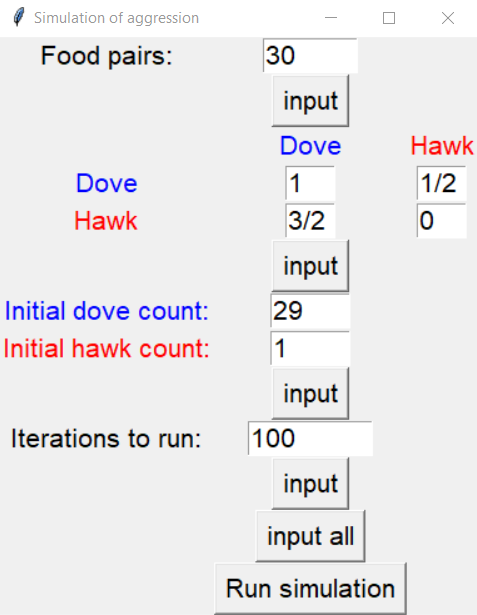 Simulation of aggression
Food pairs: 30
input
Dove Hawk
Dove 1 1/2
Hawk 3/2 0
input
Initial dove count: 29
Initial hawk count: 1
input
Iterations to run: 100
input
input all
Run simulation